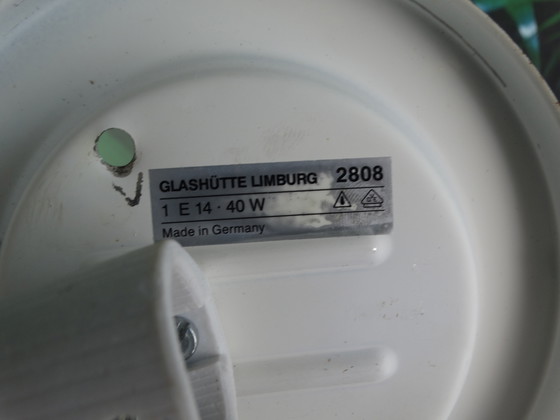 GLASHÜTTE LIMBURG 2808
1 E 14 · 40 W
Made in Germany